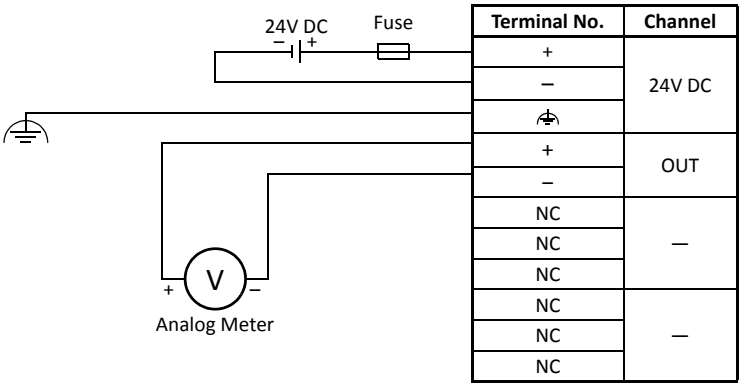 24V DC
Fuse
− +
Terminal No. Channel
+
− 24V DC
+
− OUT
NC
NC —
NC
NC
NC —
NC
V
+ −
Analog Meter